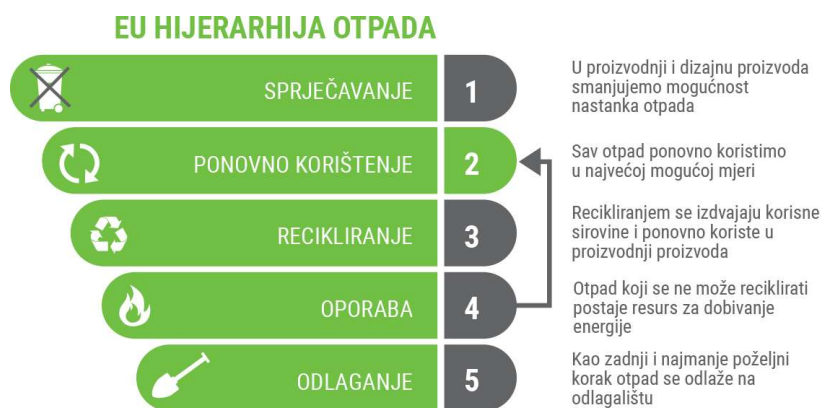 EU HIJERARHIJA OTPADA
SPRJEČAVANJE 1
U proizvodnji i dizajnu proizvoda
smanjujemo mogućnost
nastanka otpada
PONOVNO KORIŠTENJE 2
Sav otpad ponovno koristimo
u najvećoj mogućoj mjeri
RECIKLIRANJE 3
Recikliranjem se izdvajaju korisne
sirovine i ponovno koriste u
proizvodnji proizvoda
OPORABA 4
Otpad koji se ne može reciklirati
postaje resurs za dobivanje
energije
ODLAGANJE 5
Kao zadnji i najmanje poželjni
korak otpad se odlaže na
odlagalištu